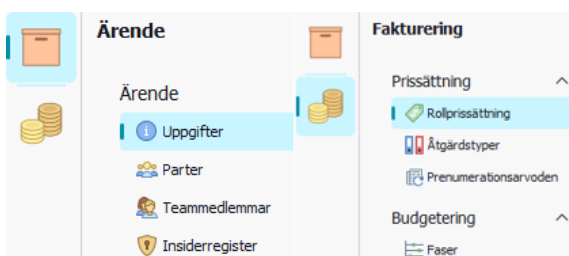 Ärende
Ärende
Uppgifter
Parter
Teammedlemmar
Insiderregister
Fakturering
Prissättning
Rollprissättning
Åtgärdstyper
Prenumerationsarvoden
Budgetering
Faser